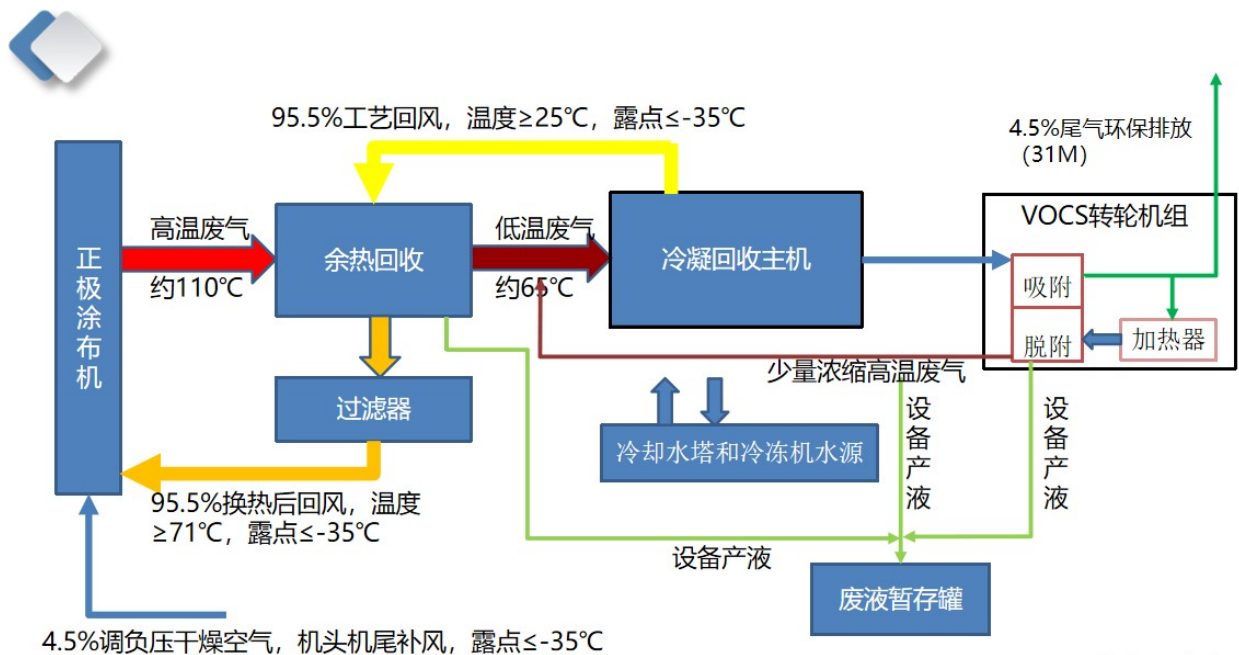 95.5%工艺回风，温度≥25℃，露点≤-35℃
4.5%尾气环保排放
（31M）
正极涂布机
高温废气
约110℃
余热回收
低温废气
约65℃
冷凝回收主机
VOCS转轮机组
吸附
脱附
加热器
少量浓缩高温废气
过滤器
冷却水塔和冷冻机水源
设备产液
设备产液
95.5%换热后回风，温度
≥71℃，露点≤-35℃
设备产液
废液暂存罐
4.5%调负压干燥空气，机头机尾补风，露点≤-35℃